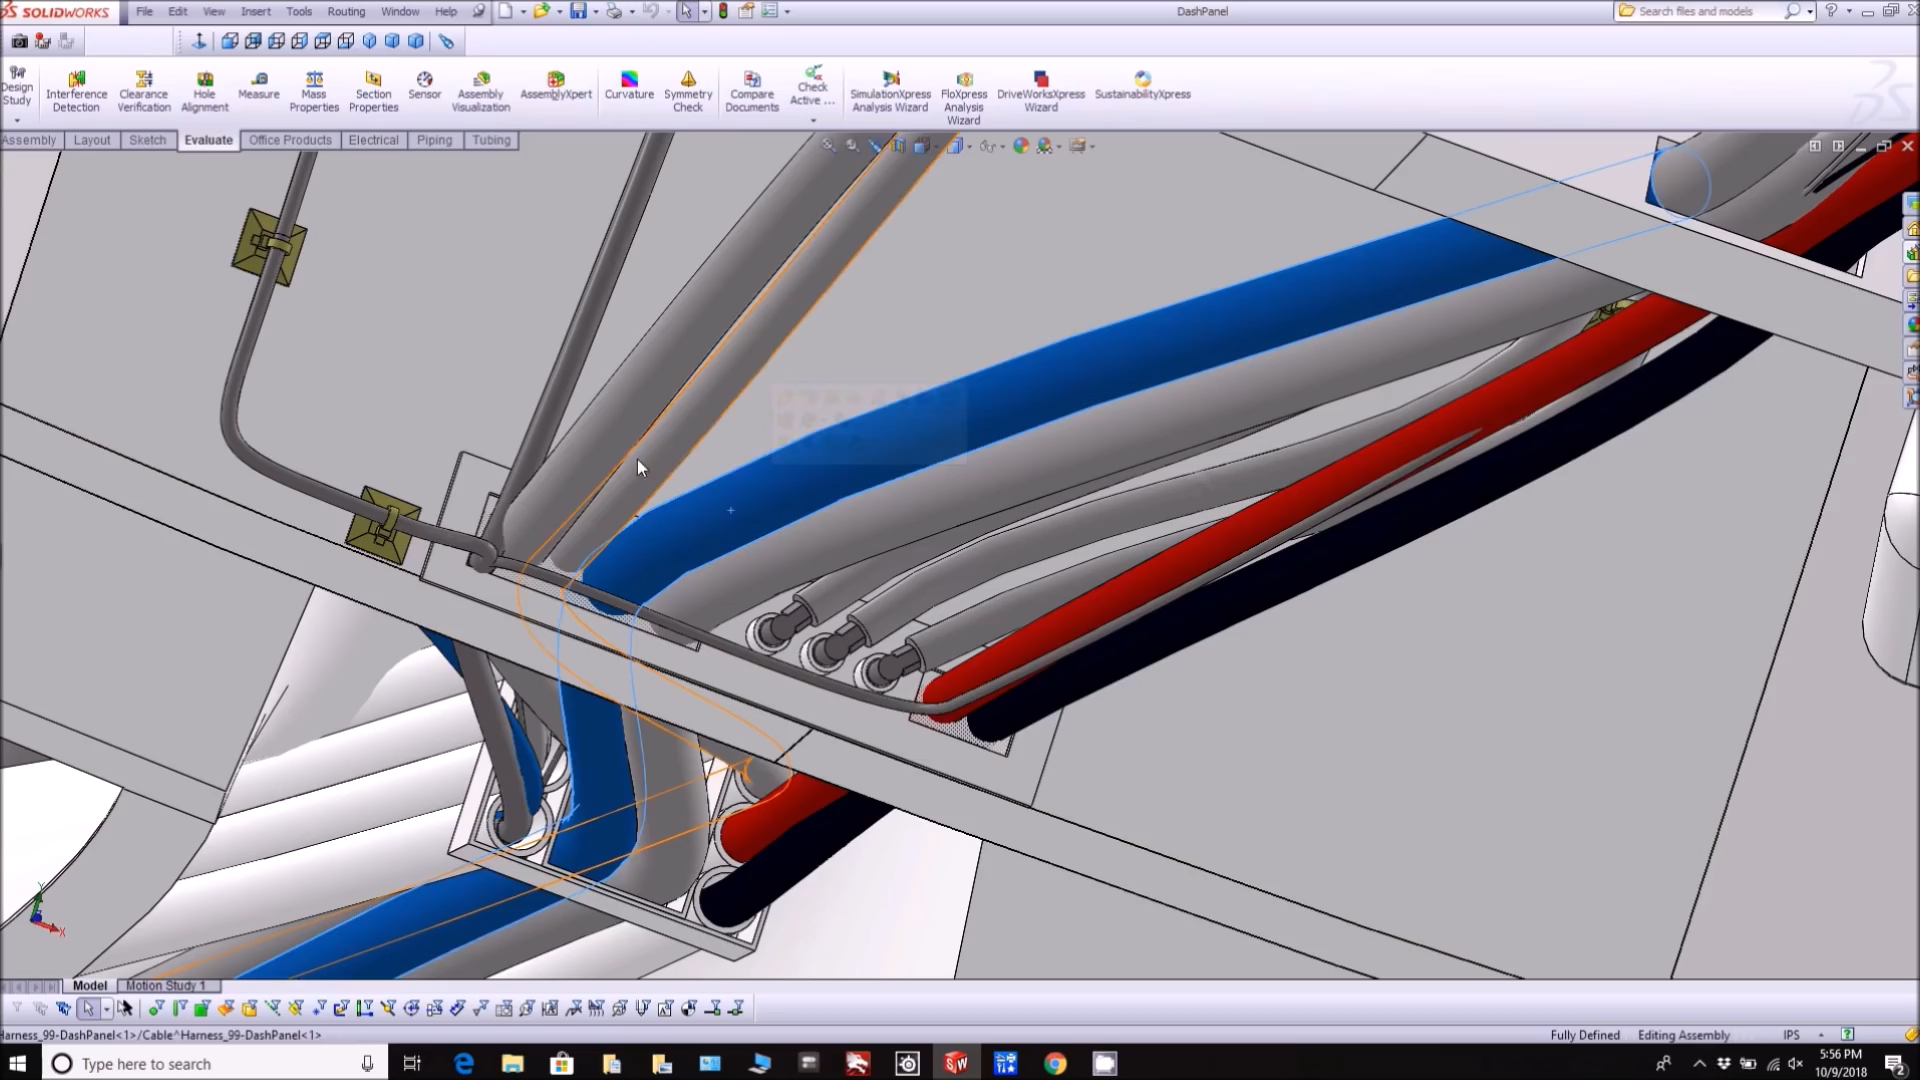 SOLIDWORKS File Edit View Insert Tools Routing Window Help DashPanel Search files and models
Design Study
Interference Detection
Clearance Verification
Hole Alignment
Measure
Mass Properties
Section Properties
Sensor
Assembly Visualization
AssemblyXpert
Curvature
Symmetry Check
Compare Documents
Check Active ...
SimulationXpress Analysis Wizard
FloXpress Analysis Wizard
DriveWorksXpress Wizard
SustainabilityXpress
Assembly Layout Sketch Evaluate Office Products Electrical Piping Tubing
Y
X
Model Motion Study 1
Harness_99-DashPanel<1>/Cable^Harness_99-DashPanel<1> Fully Defined Editing Assembly IPS
Type here to search
SW
5:56 PM
10/9/2018
2